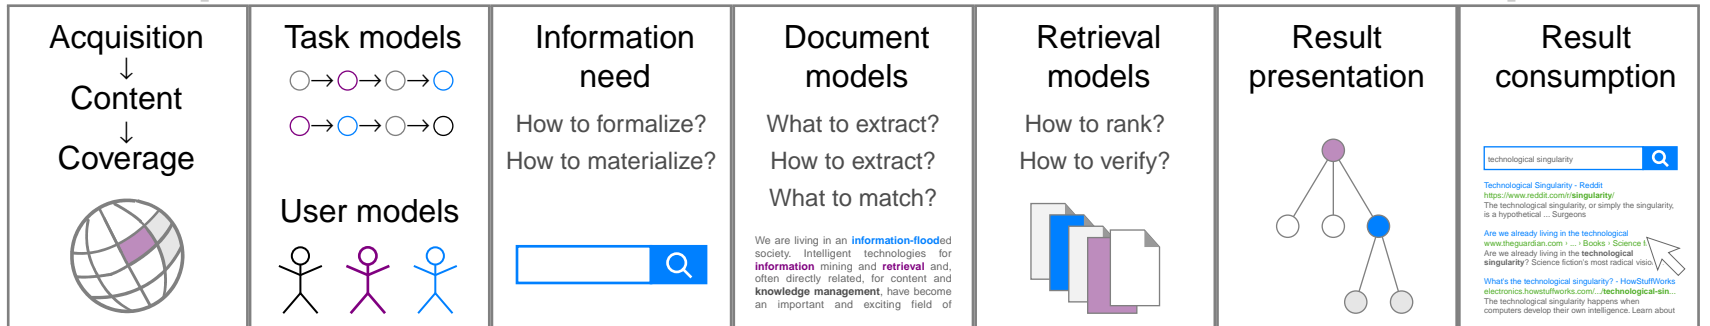 Acquisition
↓
Content
↓
Coverage
Task models
User models
Information
need
How to formalize?
How to materialize?
Document
models
What to extract?
How to extract?
What to match?
We are living in an information-flooded
society. Intelligent technologies for
information mining and retrieval and,
often directly related, for content and
knowledge management, have become
an important and exciting field of
Retrieval
models
How to rank?
How to verify?
Result
presentation
Result
consumption
technological singularity
Technological Singularity - Reddit
https://www.reddit.com/r/singularity/
The technological singularity, or simply the singularity,
is a hypothetical ... Surgeons
Are we already living in the technological
www.theguardian.com › ... › Books › Science
Are we already living in the technological
singularity? Science fiction's most radical
What's the technological singularity? - HowStuffWorks
electronics.howstuffworks.com/.../technological-sin...
The technological singularity happens when
computers develop their own intelligence. Learn about